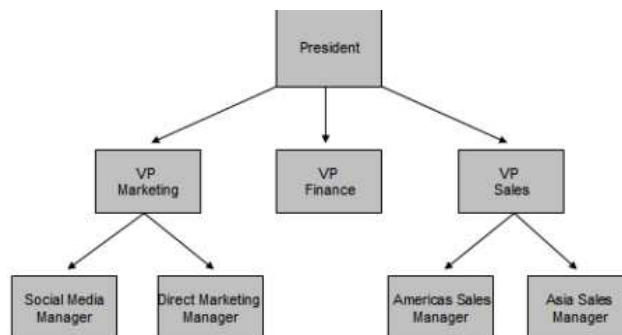 President
VP
Marketing
VP
Finance
VP
Sales
Social Media
Manager
Direct Marketing
Manager
Americas Sales
Manager
Asia Sales
Manager